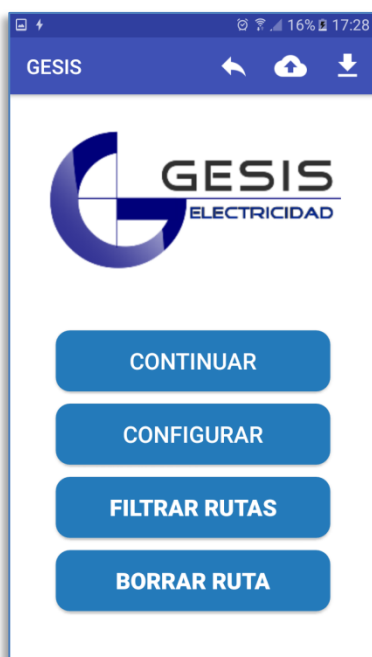 16% 17:28
GESIS
GESIS
ELECTRICIDAD
CONTINUAR
CONFIGURAR
FILTRAR RUTAS
BORRAR RUTA